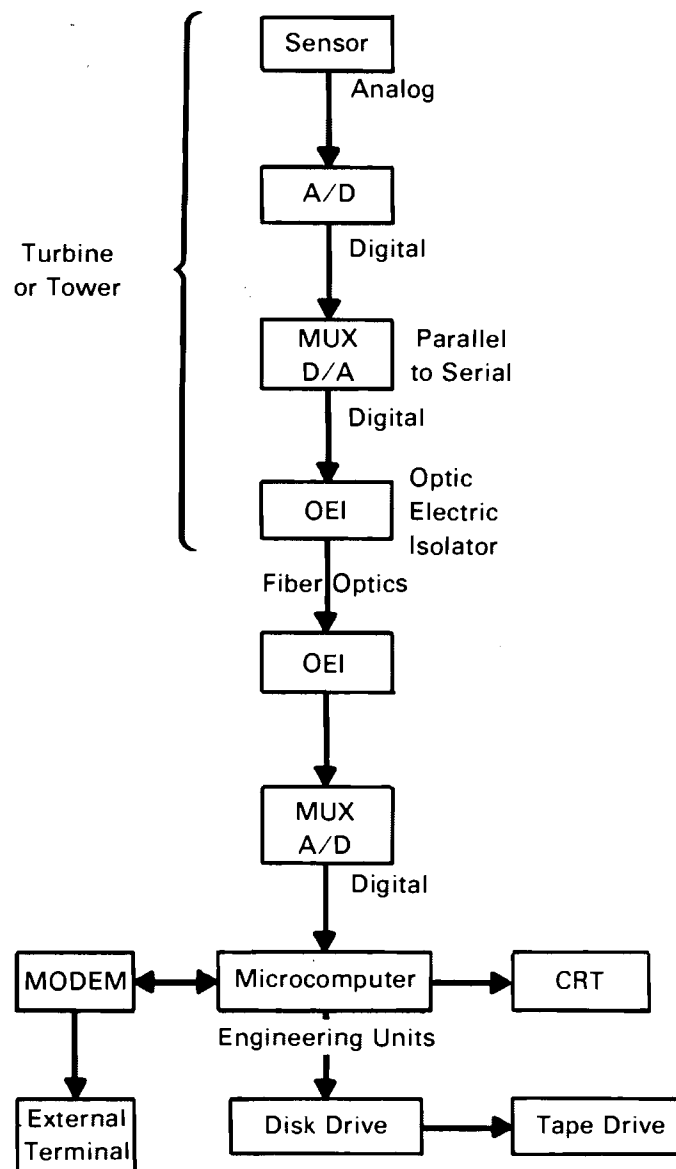 Sensor
Analog
A/D
Digital
Turbine
or Tower
MUX
D/A
Parallel
to Serial
Digital
OEI
Optic
Electric
Isolator
Fiber Optics
OEI
MUX
A/D
Digital
MODEM
Microcomputer
CRT
Engineering Units
External
Terminal
Disk Drive
Tape Drive